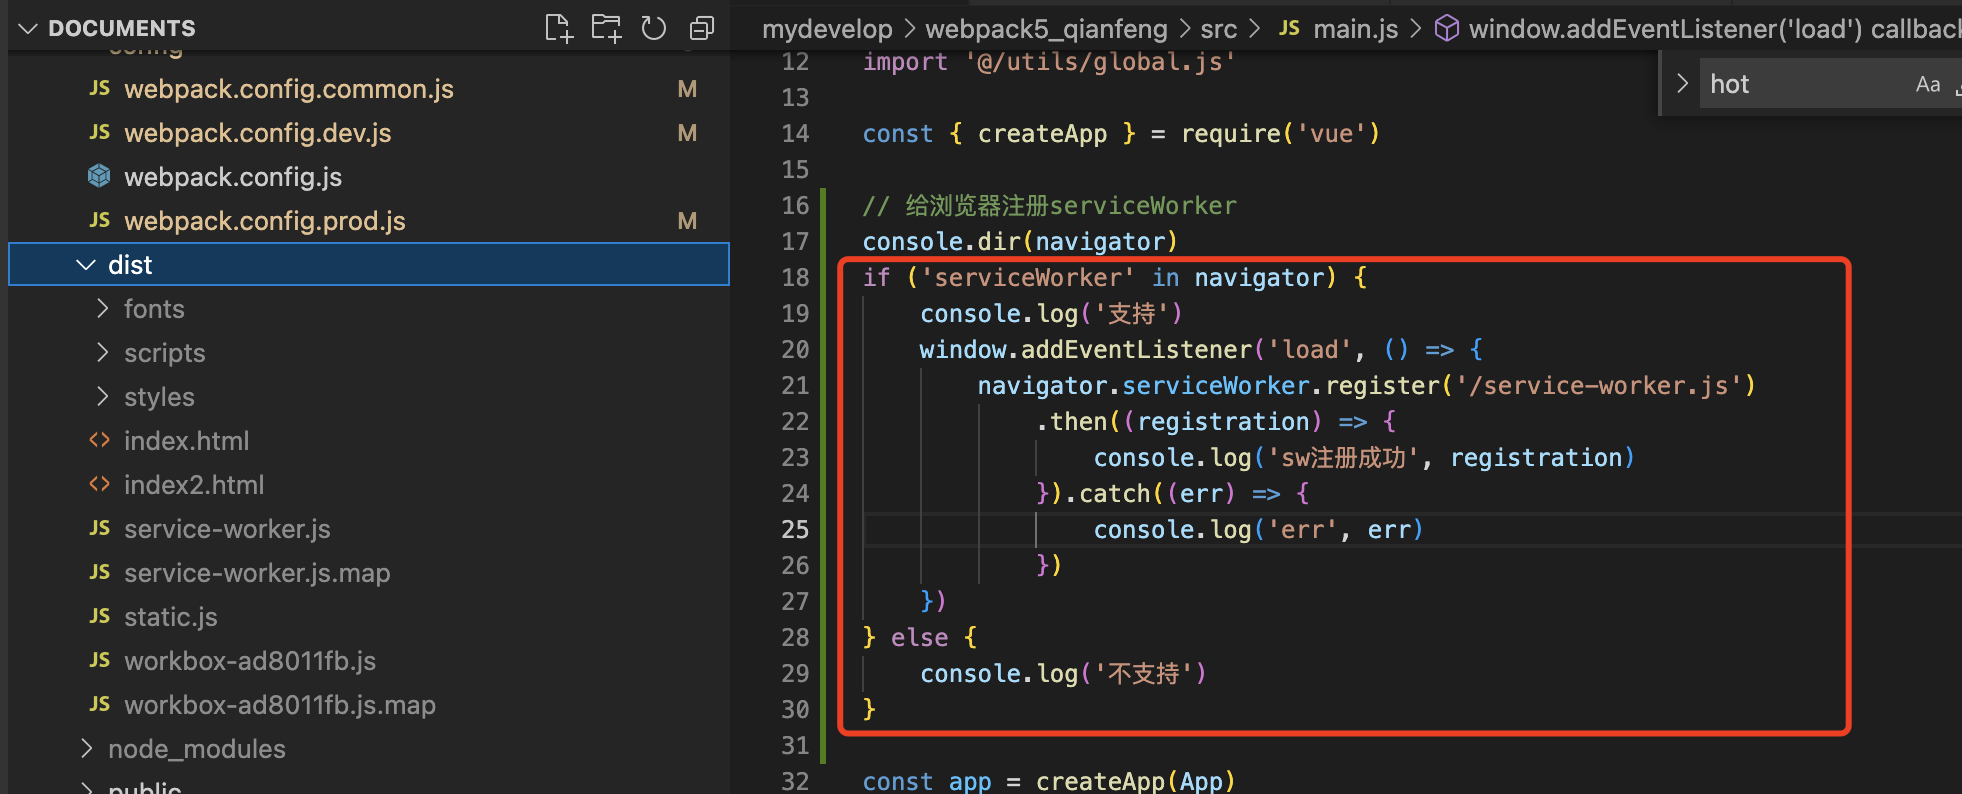 DOCUMENTS
config
JS webpack.config.common.js M
JS webpack.config.dev.js M
webpack.config.js
JS webpack.config.prod.js M
dist
fonts
scripts
styles
<> index.html
<> index2.html
JS service-worker.js
JS service-worker.js.map
JS static.js
JS workbox-ad8011fb.js
JS workbox-ad8011fb.js.map
node_modules
public
mydevelop > webpack5_qianfeng > src > JS main.js > window.addEventListener('load') callback
hot Aa
12 import '@/utils/global.js'
13
14 const { createApp } = require('vue')
15
16 // 给浏览器注册serviceWorker
17 console.dir(navigator)
18 if ('serviceWorker' in navigator) {
19 console.log('支持')
20 window.addEventListener('load', () => {
21 navigator.serviceWorker.register('/service-worker.js')
22 .then((registration) => {
23 console.log('sw注册成功', registration)
24 }).catch((err) => {
25 console.log('err', err)
26 })
27 })
28 } else {
29 console.log('不支持')
30 }
31
32 const app = createApp(App)